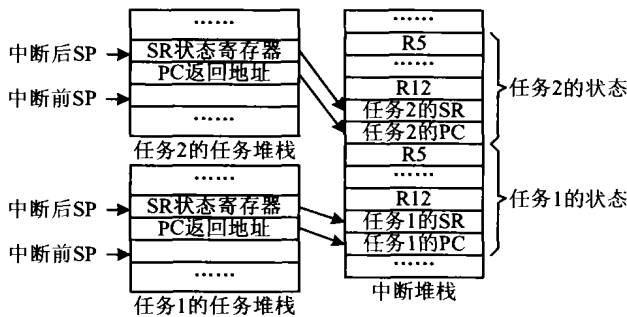 ……
中断后SP
SR状态寄存器
PC返回地址
中断前SP
……
任务2的任务堆栈
……
中断后SP
SR状态寄存器
PC返回地址
中断前SP
……
任务1的任务堆栈
……
R5
……
R12
任务2的SR
任务2的PC
R5
……
R12
任务1的SR
任务1的PC
……
中断堆栈
任务2的状态
任务1的状态